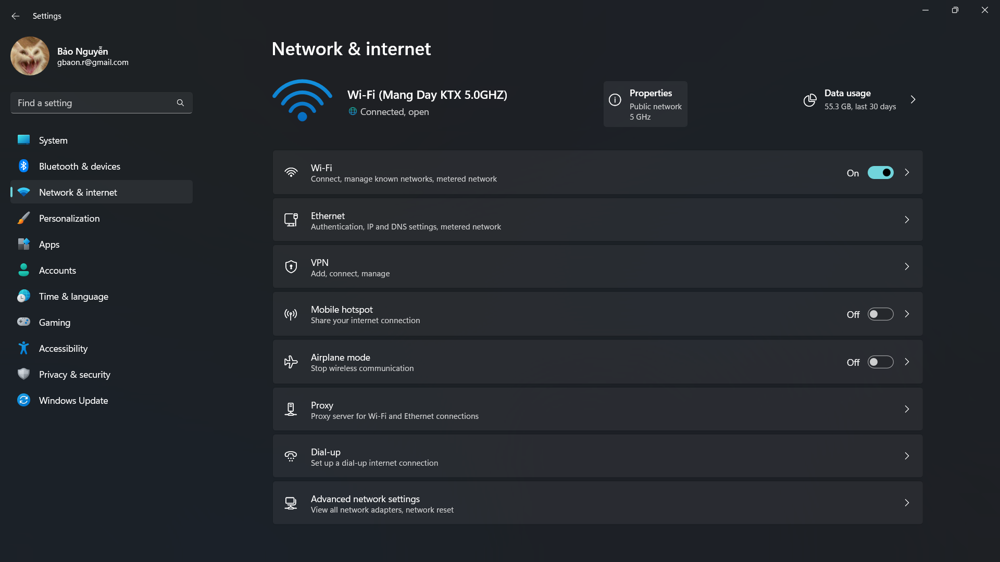 Settings
Bảo Nguyễn
gbaon.r@gmail.com
Find a setting
System
Bluetooth & devices
Network & internet
Personalization
Apps
Accounts
Time & language
Gaming
Accessibility
Privacy & security
Windows Update
Network & internet
Wi-Fi (Mang Day KTX 5.0GHZ)
Connected, open
Properties
Public network
5 GHz
Data usage
55.3 GB, last 30 days
Wi-Fi
Connect, manage known networks, metered network
On
Ethernet
Authentication, IP and DNS settings, metered network
VPN
Add, connect, manage
Mobile hotspot
Share your internet connection
Off
Airplane mode
Stop wireless communication
Off
Proxy
Proxy server for Wi-Fi and Ethernet connections
Dial-up
Set up a dial-up internet connection
Advanced network settings
View all network adapters, network reset